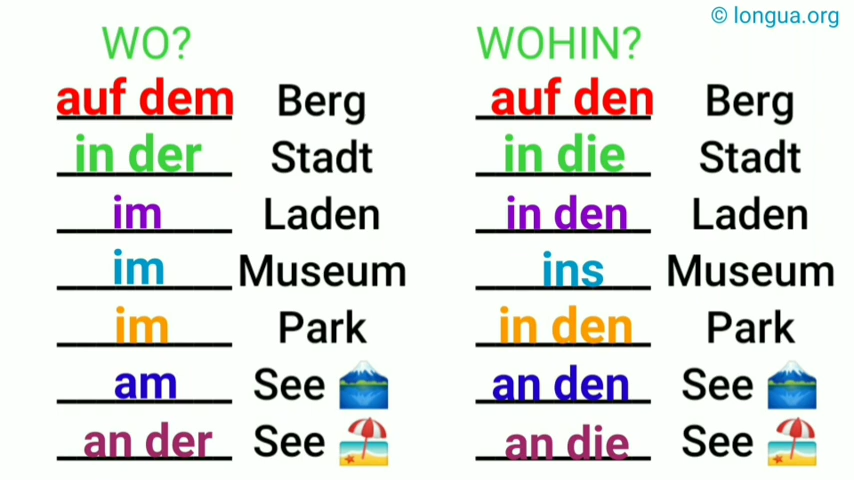 © longua.org
WO? WOHIN?
auf dem Berg auf den Berg
in der Stadt in die Stadt
im Laden in den Laden
im Museum ins Museum
im Park in den Park
am See an den See
an der See an die See